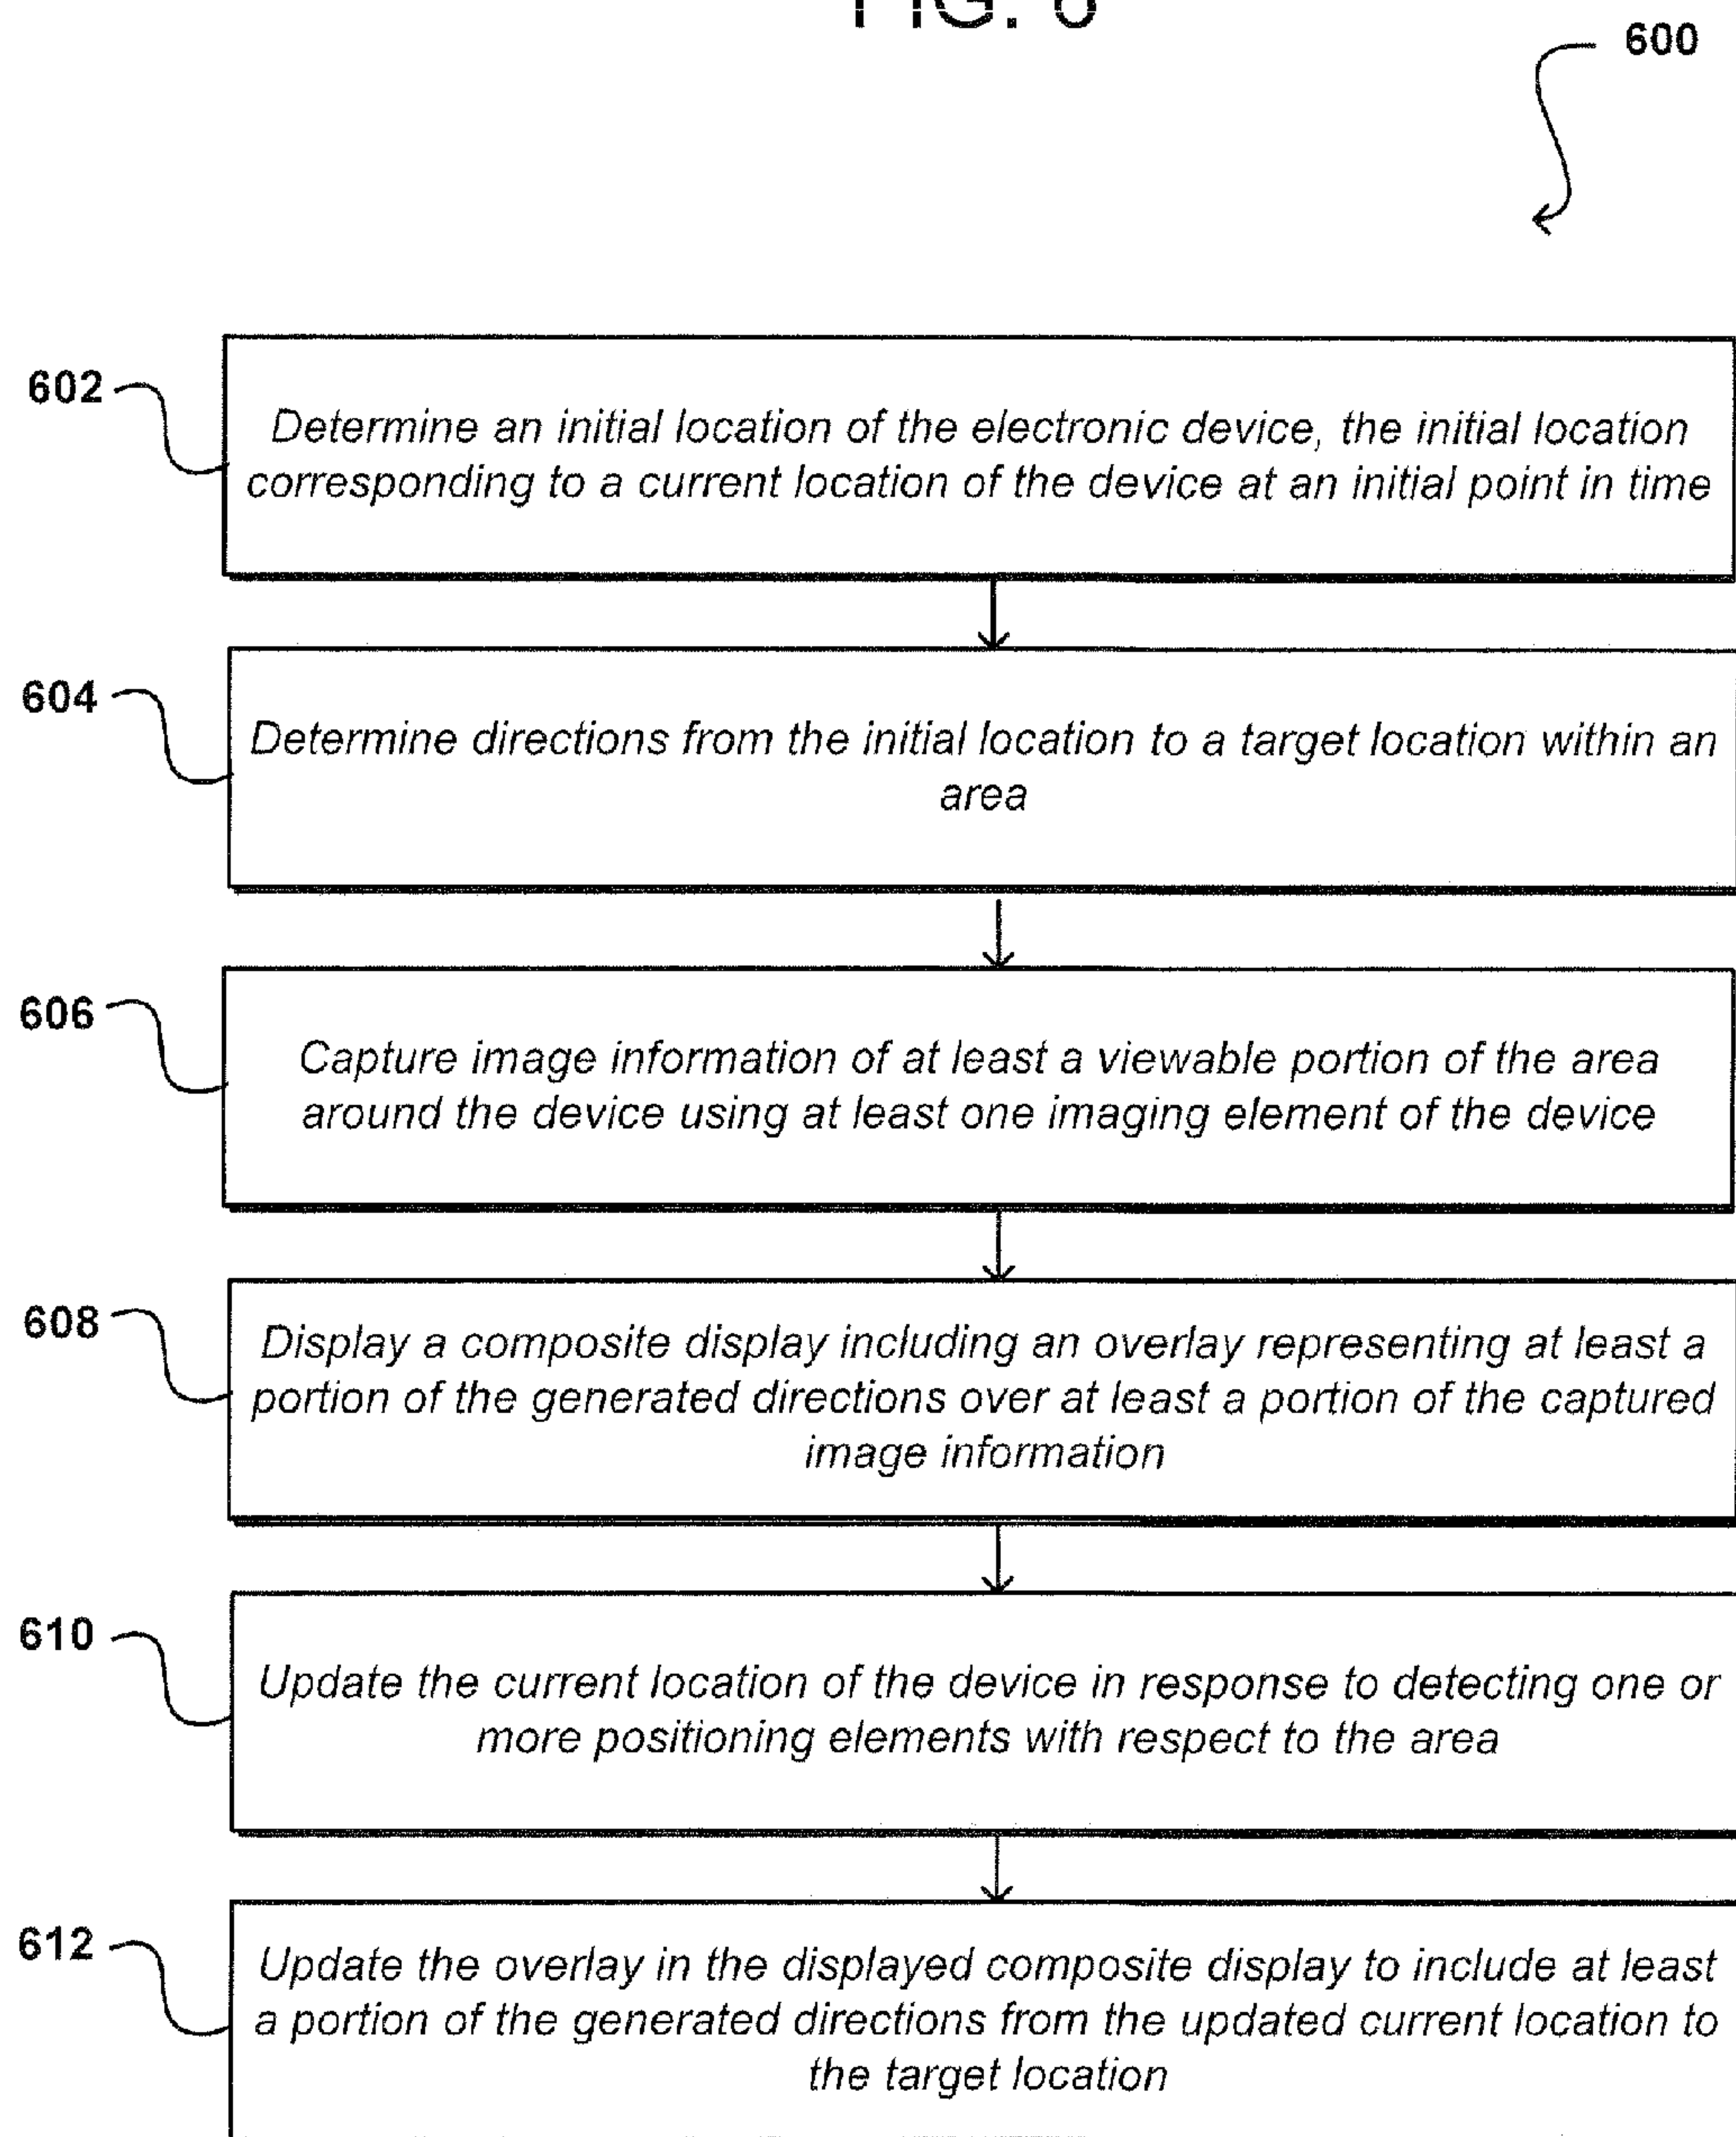 FIG. 6
600
602
Determine an initial location of the electronic device, the initial location
corresponding to a current location of the device at an initial point in time
604
Determine directions from the initial location to a target location within an
area
606
Capture image information of at least a viewable portion of the area
around the device using at least one imaging element of the device
608
Display a composite display including an overlay representing at least a
portion of the generated directions over at least a portion of the captured
image information
610
Update the current location of the device in response to detecting one or
more positioning elements with respect to the area
612
Update the overlay in the displayed composite display to include at least
a portion of the generated directions from the updated current location to
the target location